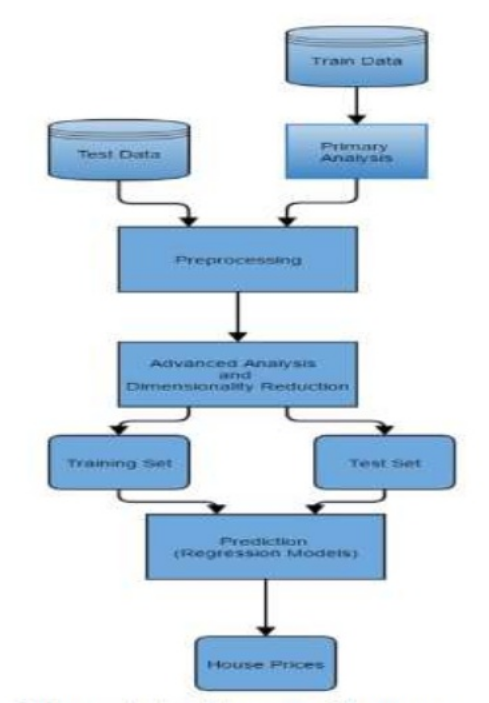 Train Data
Test Data
Primary
Analysis
Preprocessing
Advanced Analysis
and
Dimensionality Reduction
Training Set
Test Set
Prediction
(Regression Models)
House Prices